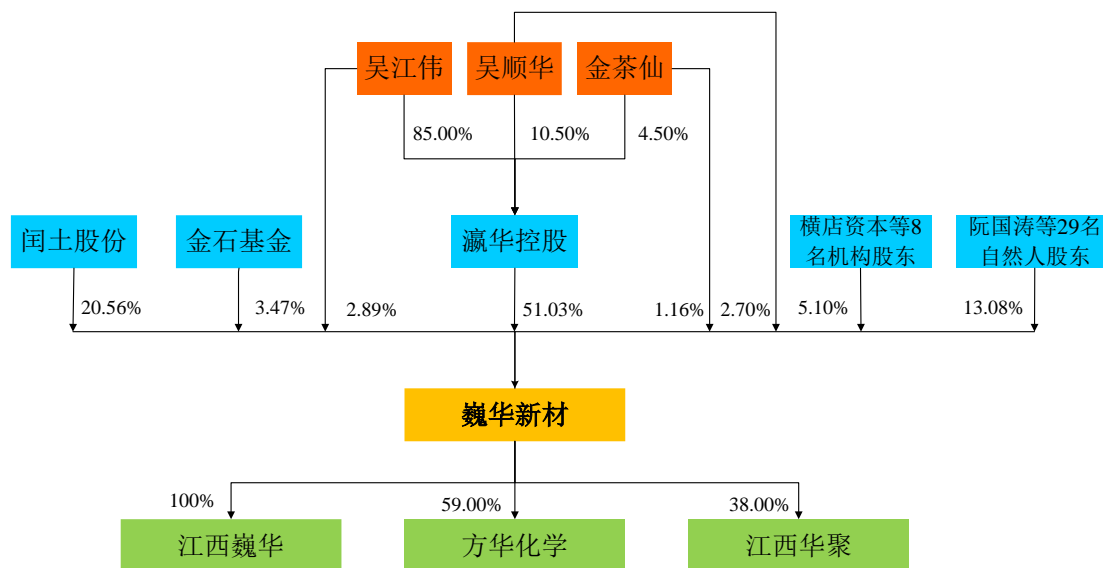 吴江伟
吴顺华
金茶仙
85.00%
10.50%
4.50%
闰土股份
金石基金
瀛华控股
横店资本等8
名机构股东
阮国涛等29名
自然人股东
20.56%
3.47%
2.89%
51.03%
1.16%
2.70%
5.10%
13.08%
巍华新材
100%
59.00%
38.00%
江西巍华
方华化学
江西华聚